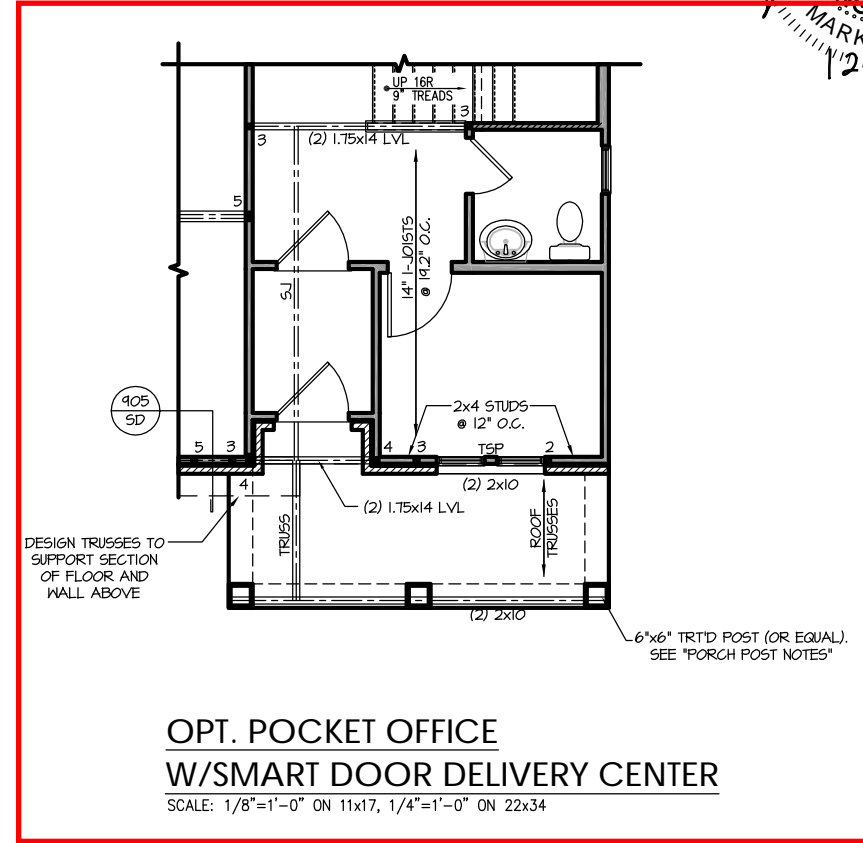 MARK
12
UP 16R
9" TREADS
3
3
(2) 1.75x14 LVL
5
14" I-JOISTS
@ 19.2" O.C.
SJ
905
SD
2x4 STUDS
@ 12" O.C.
5
3
4
3
TSP
2
4
(2) 2x10
(2) 1.75x14 LVL
TRUSS
ROOF
TRUSSES
DESIGN TRUSSES TO
SUPPORT SECTION
OF FLOOR AND
WALL ABOVE
(2) 2x10
6"x6" TRT'D POST (OR EQUAL).
SEE "PORCH POST NOTES"
OPT. POCKET OFFICE
W/SMART DOOR DELIVERY CENTER
SCALE: 1/8"=1'-0" ON 11x17, 1/4"=1'-0" ON 22x34